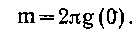 m = 2πg (0).